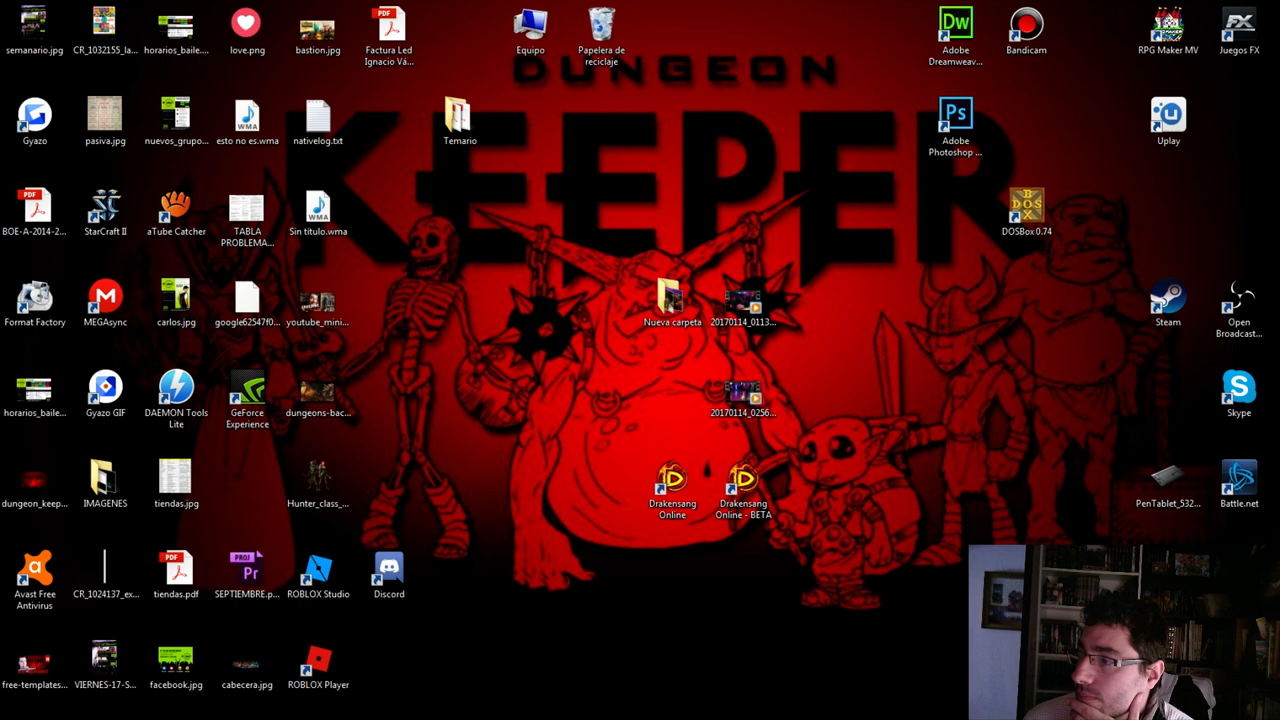 semanario.jpg
CR_1032155_la...
horarios_baile....
love.png
bastion.jpg
Factura Led
Ignacio Vá...
Equipo
Papelera de
reciclaje
Adobe
Dreamweav...
Bandicam
RPG Maker MV
Juegos FX
DUNGEON
KEEPER
Gyazo
pasiva.jpg
nuevos_grupo...
esto no es.wma
nativelog.txt
Temario
Adobe
Photoshop ...
Uplay
BOE-A-2014-2...
StarCraft II
aTube Catcher
TABLA
PROBLEMA...
Sin título.wma
DOSBox 0.74
Format Factory
MEGAsync
carlos.jpg
google62547f0...
youtube_mini...
Nueva carpeta
20170114_0113...
Steam
Open
Broadcast...
horarios_baile...
Gyazo GIF
DAEMON Tools
Lite
GeForce
Experience
dungeons-bac...
20170114_0256...
Skype
dungeon_keep...
IMAGENES
tiendas.jpg
Hunter_class_...
Drakensang
Online
Drakensang
Online - BETA
PenTablet_532...
Battle.net
Avast Free
Antivirus
CR_1024137_ex...
tiendas.pdf
SEPTIEMBRE.p...
ROBLOX Studio
Discord
free-templates...
VIERNES-17-S...
facebook.jpg
cabecera.jpg
ROBLOX Player